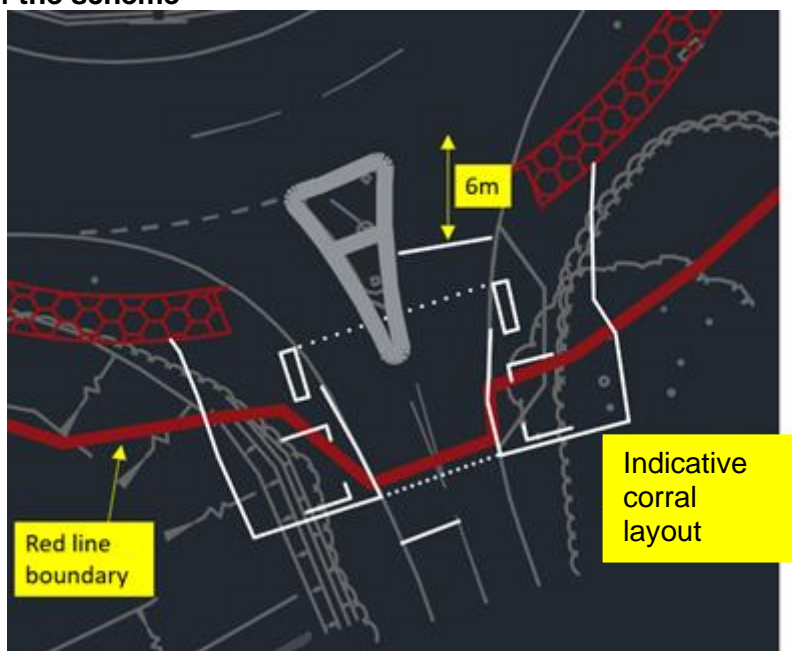 the scheme
6m
Indicative
corral
layout
Red line
boundary